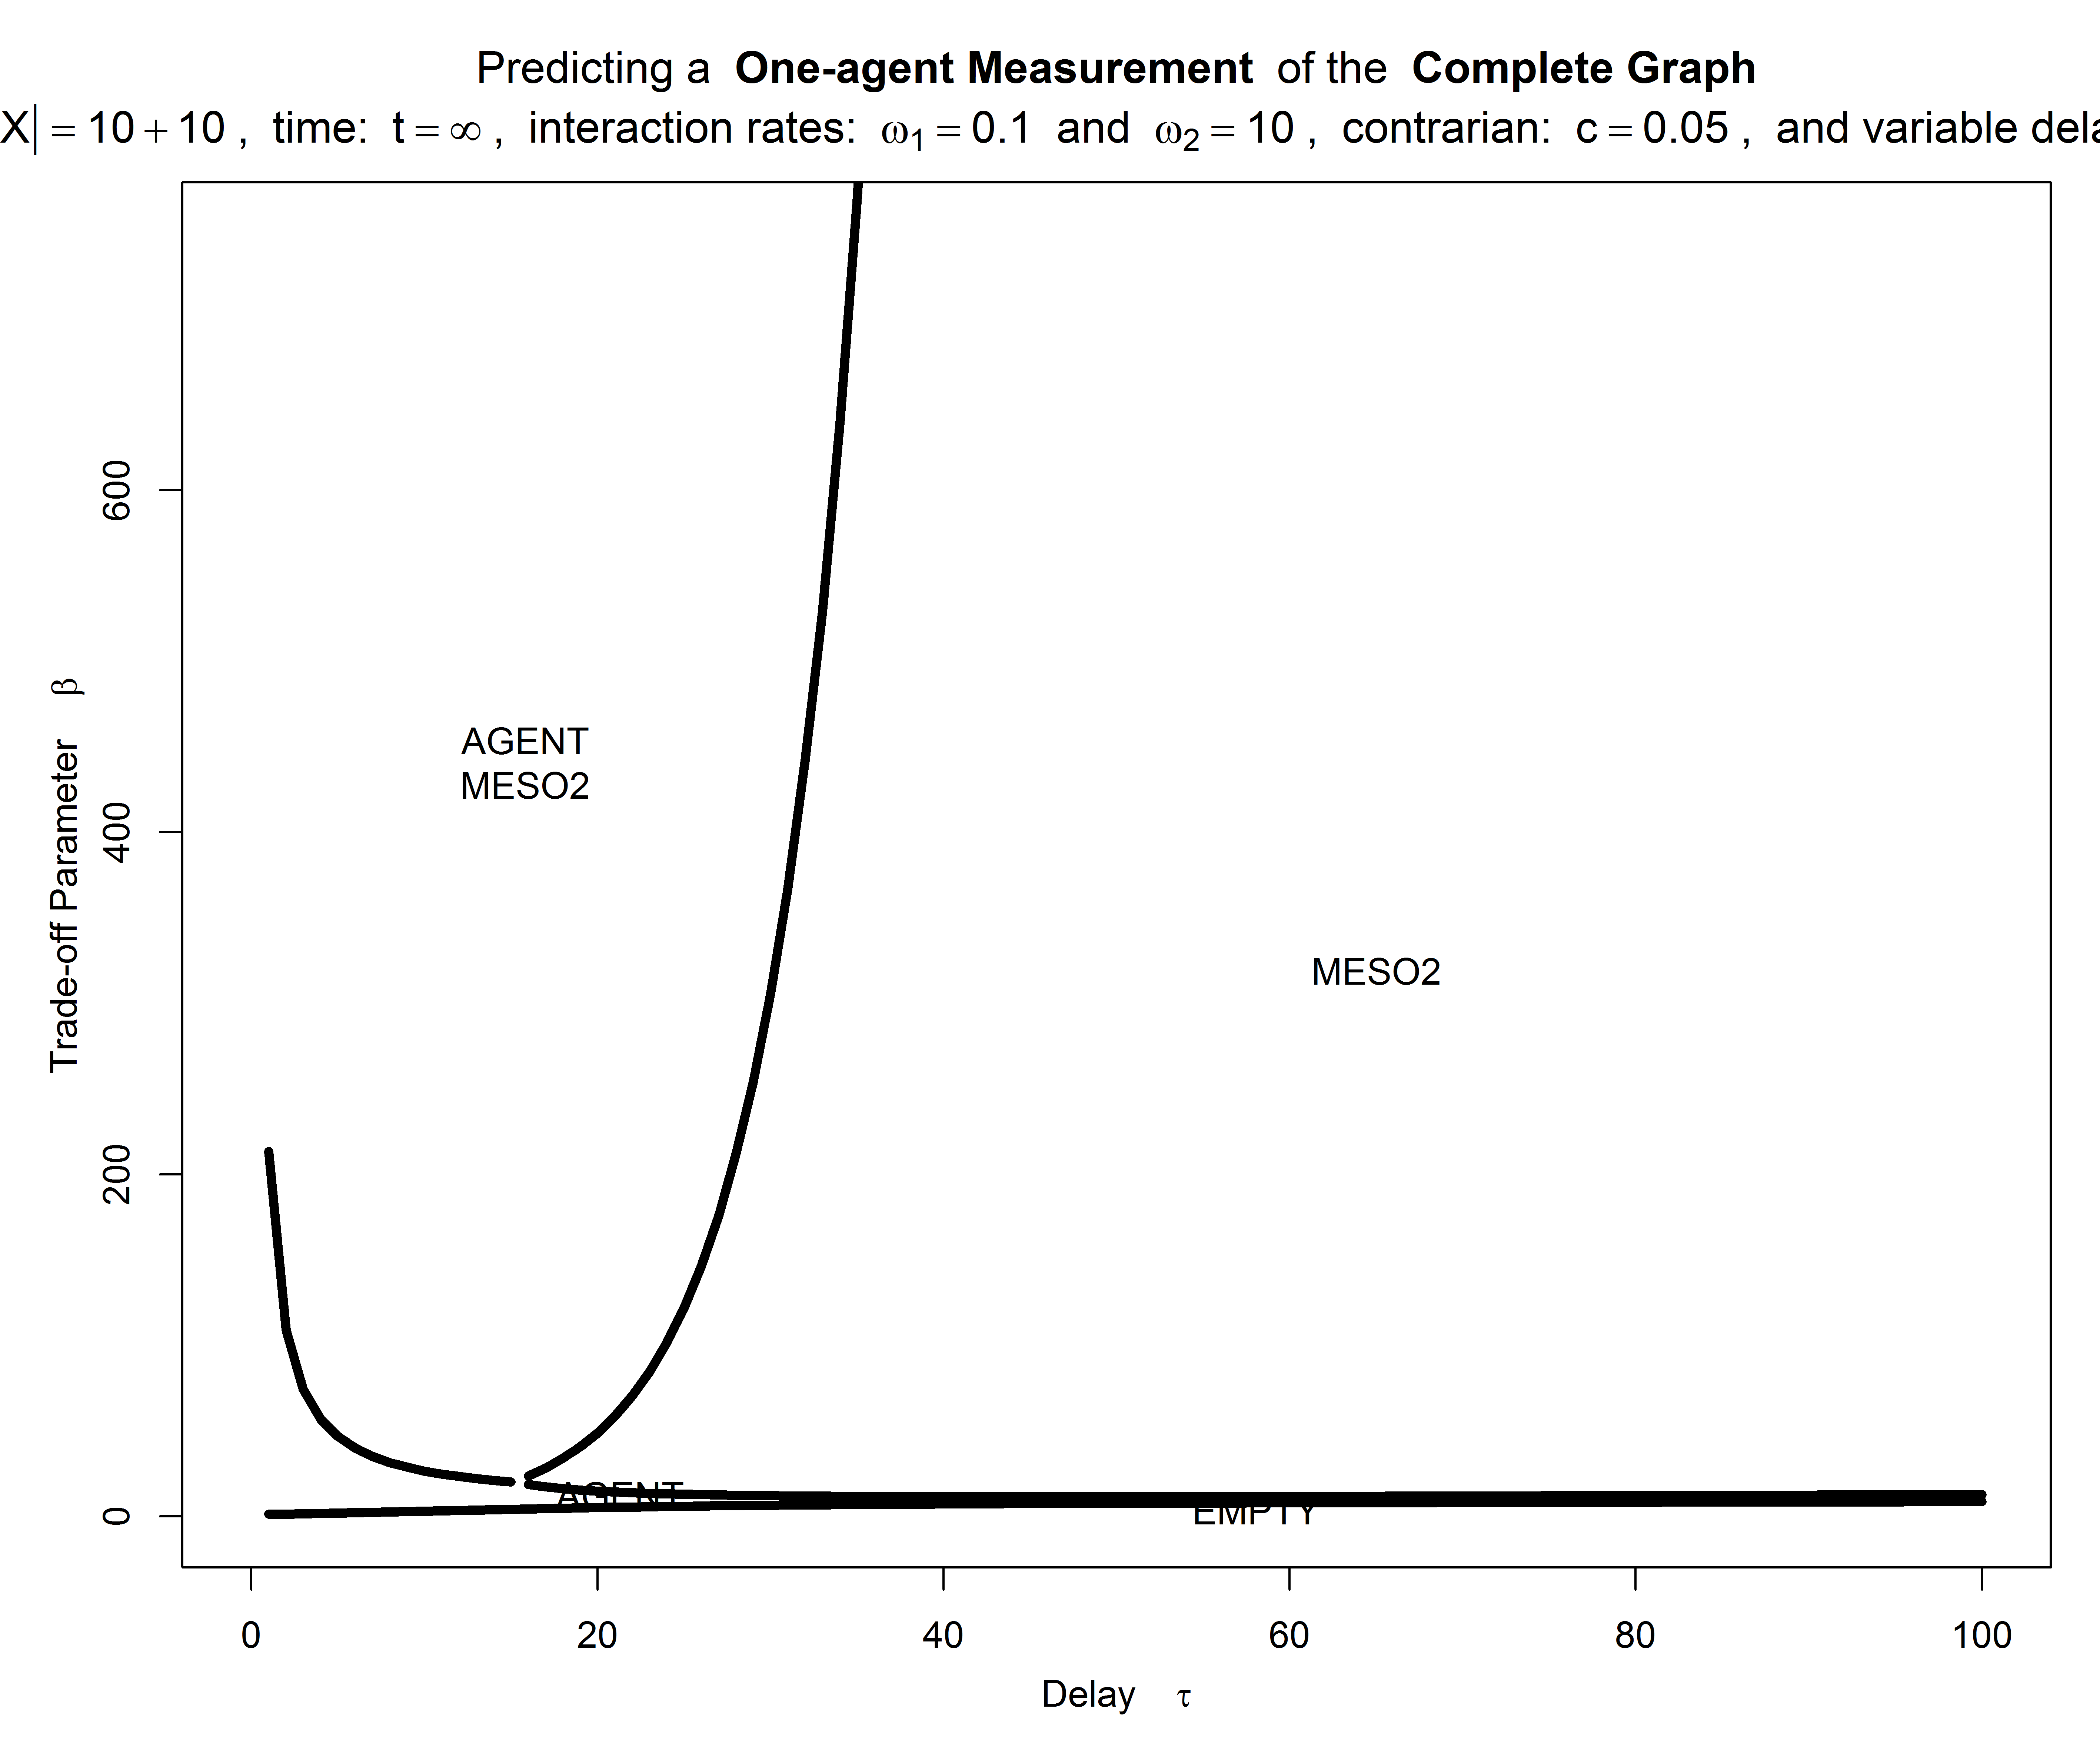 Predicting a One-agent Measurement of the Complete Graph
X| = 10 + 10 , time: t = ∞ , interaction rates: ω1 = 0.1 and ω2 = 10 , contrarian: c = 0.05 , and variable dela
Trade-off Parameter β
600
400
200
0
AGENT
MESO2
MESO2
AGENT
EMPTY
0 20 40 60 80 100
Delay τ